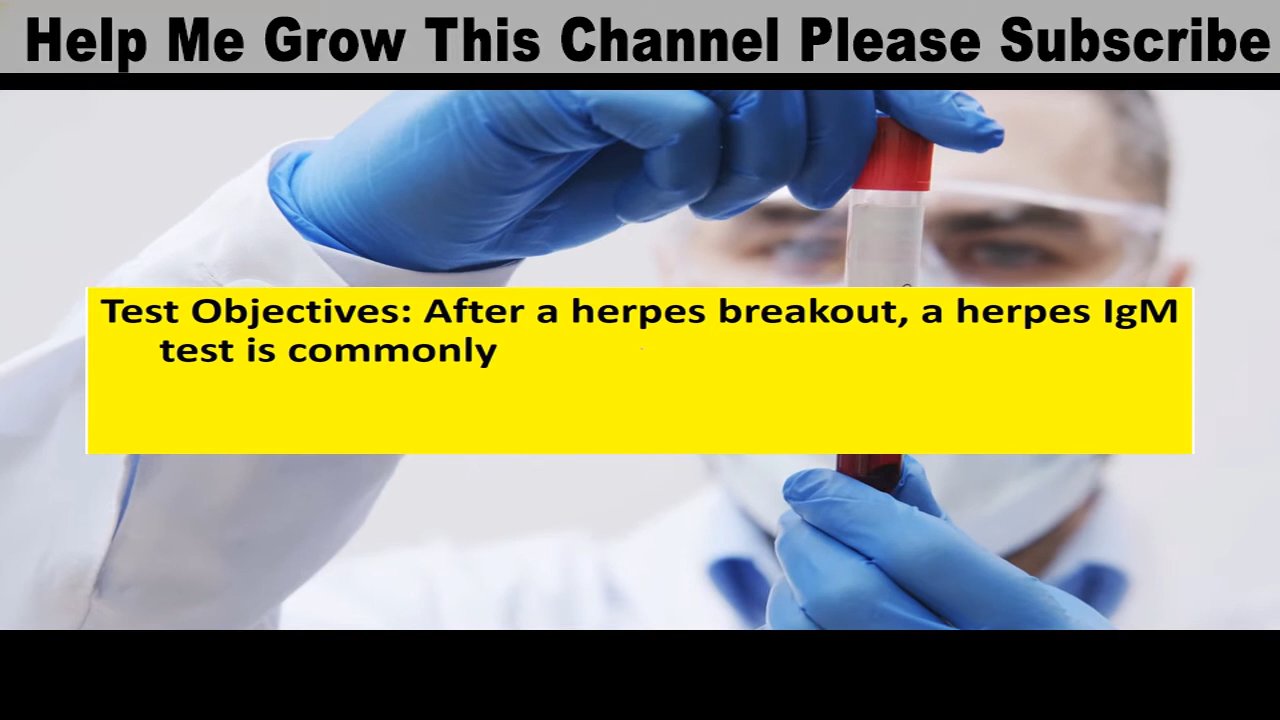 Help Me Grow This Channel Please Subscribe
Test Objectives: After a herpes breakout, a herpes IgM
test is commonly